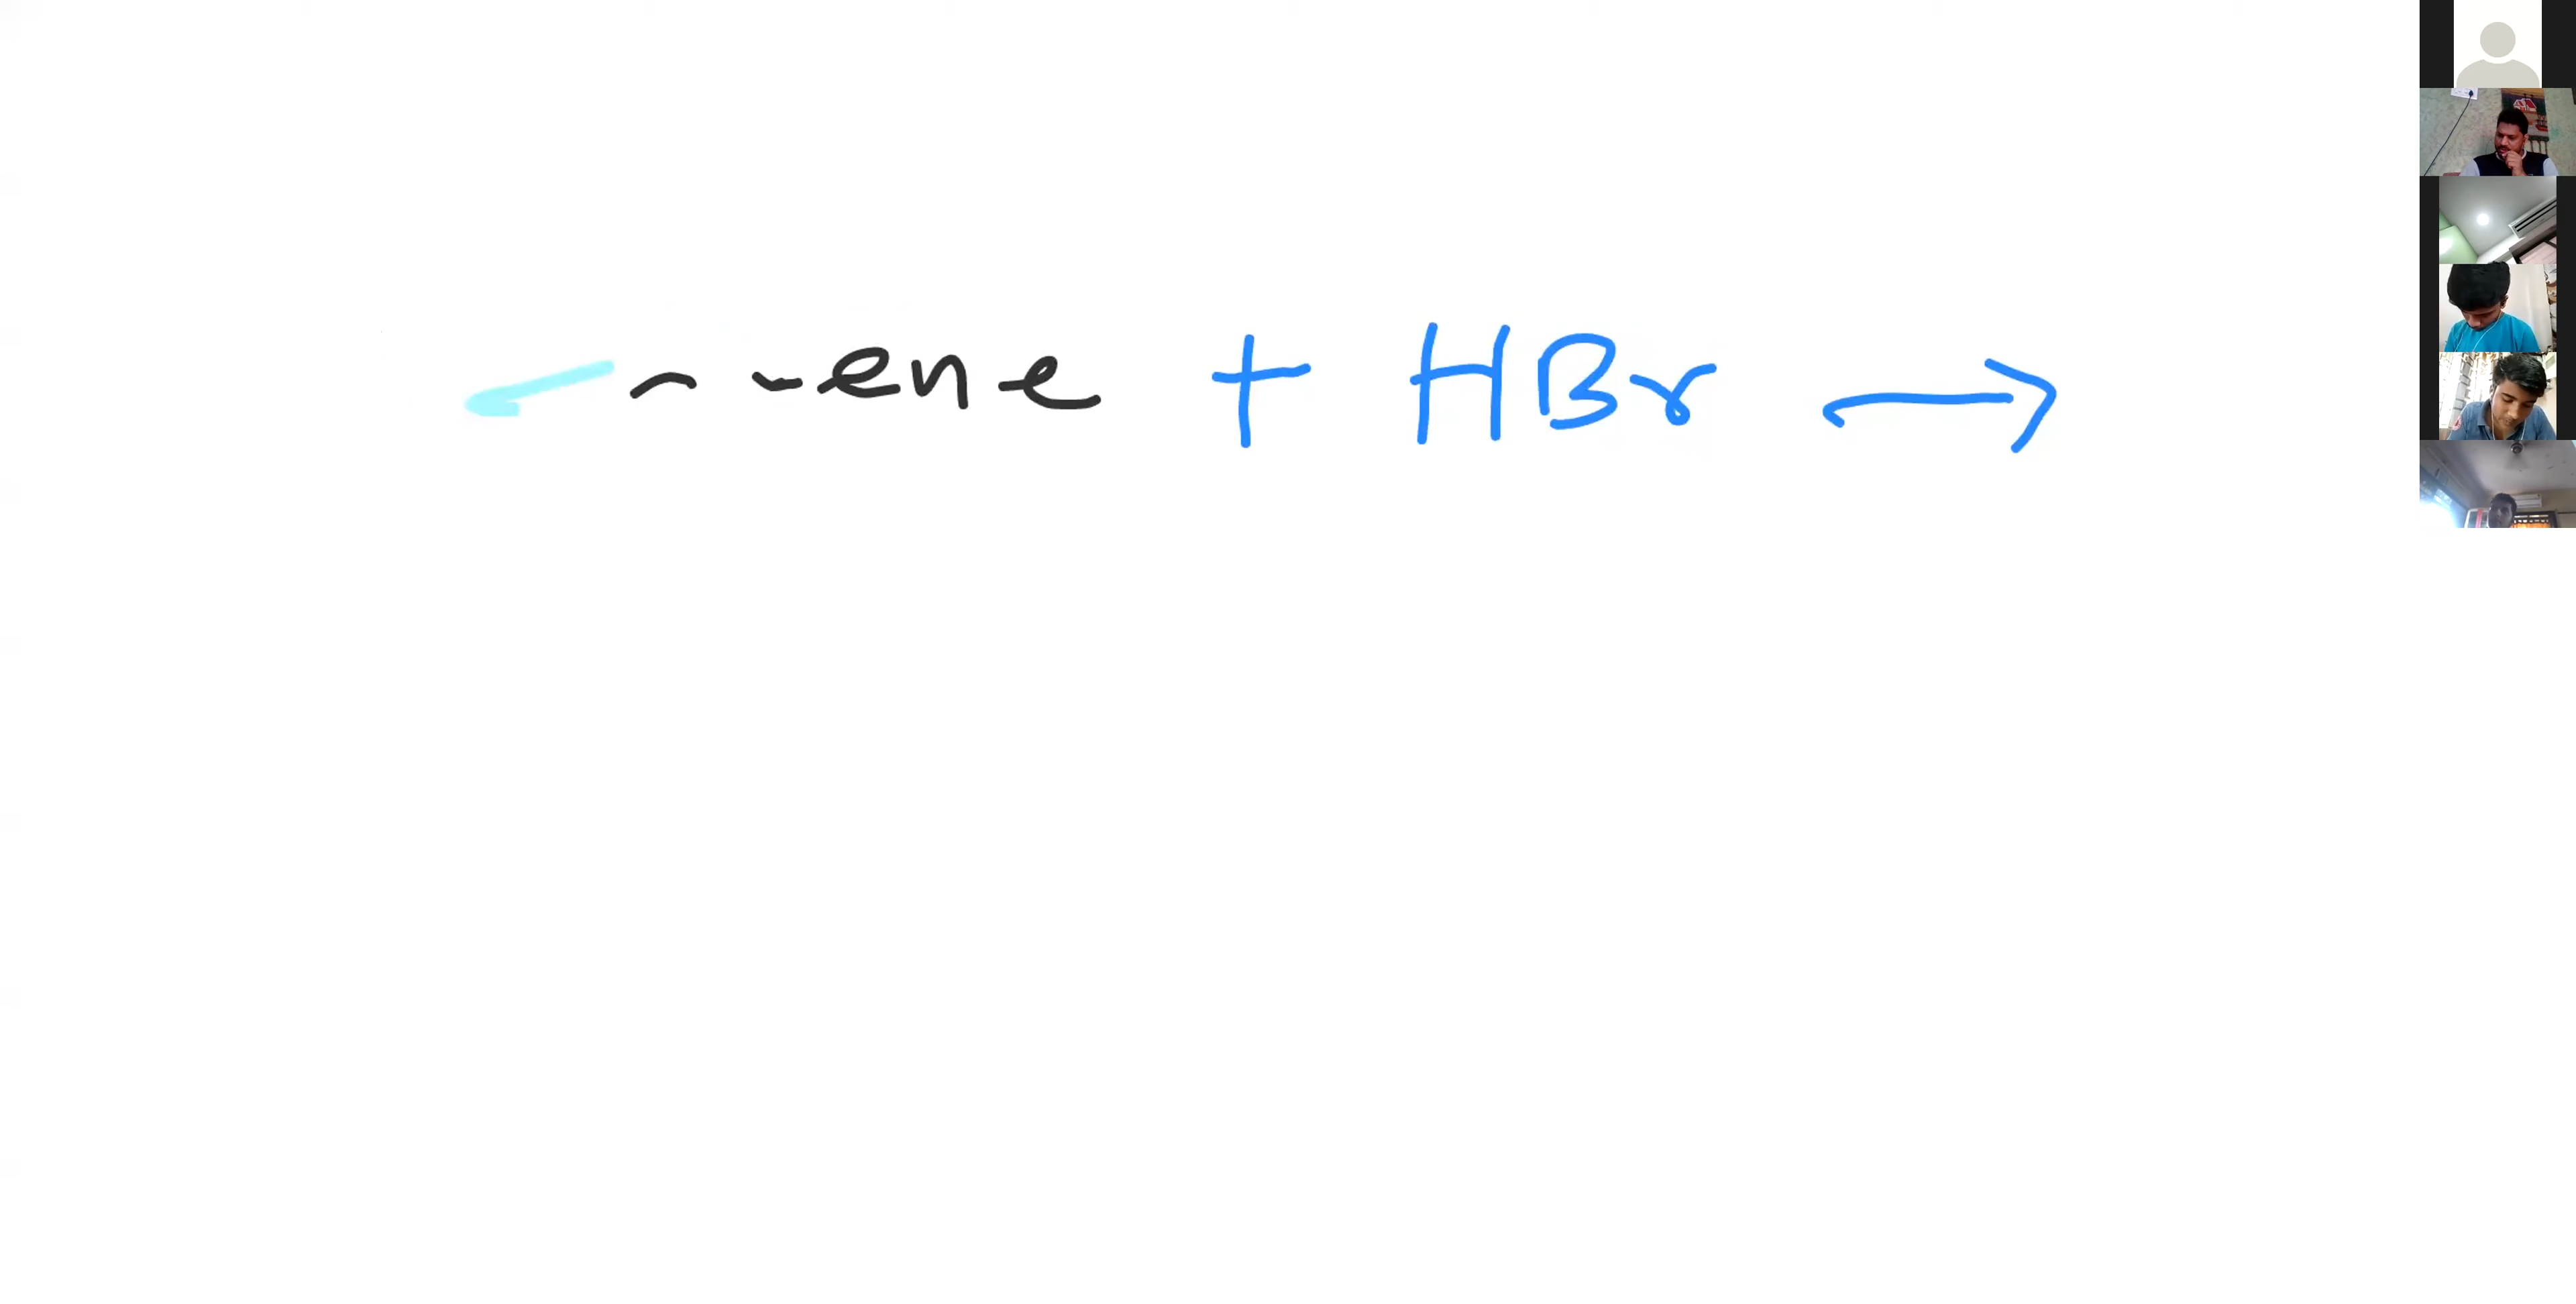 ene + HBr →